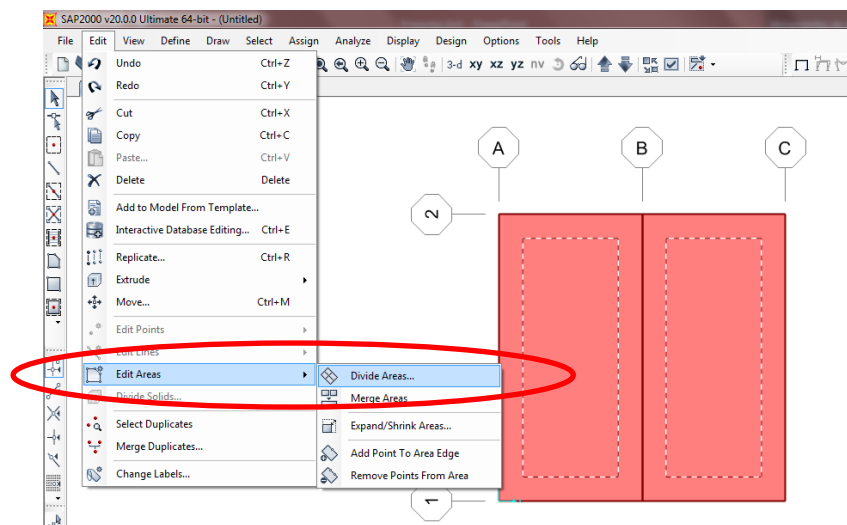 SAP2000 v20.0.0 Ultimate 64-bit - (Untitled)
File Edit View Define Draw Select Assign Analyze Display Design Options Tools Help
3-d xy xz yz nv
Undo Ctrl+Z
Redo Ctrl+Y
Cut Ctrl+X
Copy Ctrl+C
Paste... Ctrl+V
Delete Delete
Add to Model From Template...
Interactive Database Editing... Ctrl+E
Replicate... Ctrl+R
Extrude
Move... Ctrl+M
Edit Points
Edit Lines
Edit Areas
Divide Solids...
Select Duplicates
Merge Duplicates...
Change Labels...
Divide Areas...
Merge Areas
Expand/Shrink Areas...
Add Point To Area Edge
Remove Points From Area
A B C
2
1